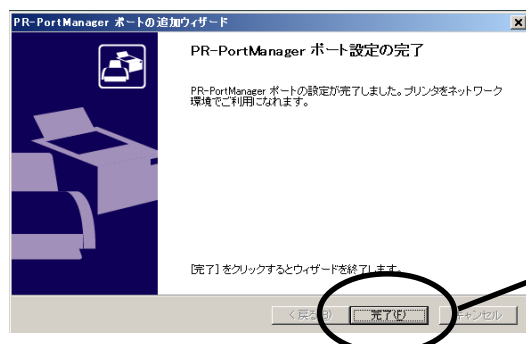 PR-PortManager ポートの追加ウィザード
PR-PortManager ポート設定の完了
PR-PortManager ポートの設定が完了しました。プリンタをネットワーク
環境でご利用になれます。
[完了] をクリックするとウィザードを終了します。
< 戻る(B) 完了(F) キャンセル